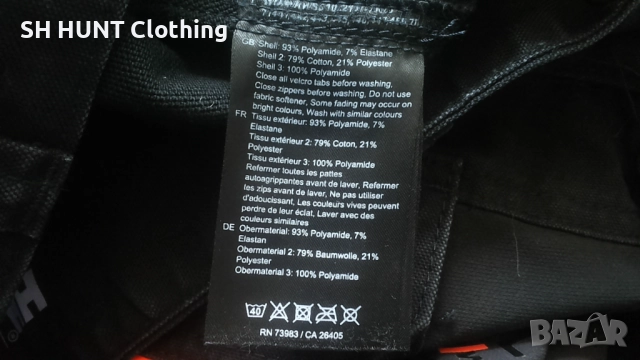 SH HUNT Clothing
GB Shell: 93% Polyamide, 7% Elastane
Shell 2: 79% Cotton, 21% Polyester
Shell 3: 100% Polyamide
Close all velcro tabs before washing,
Close zippers before washing, Do not use
fabric softener, Some fading may occur on
bright colours, Wash with similar colours
FR Tissu extérieur: 93% Polyamide, 7%
Elastane
Tissu extérieur 2: 79% Coton, 21%
Polyester
Tissu extérieur 3: 100% Polyamide
Refermer toutes les pattes
autoagrippantes avant de laver, Refermer
les zips avant de laver, Ne pas utiliser
d'adoucissant, Les couleurs vives peuvent
perdre de leur éclat, Laver avec des
couleurs similaires
DE Obermaterial: 93% Polyamid, 7%
Elastan
Obermaterial 2: 79% Baumwolle, 21%
Polyester
Obermaterial 3: 100% Polyamide
40
RN 73983 / CA 26405
BAZAR